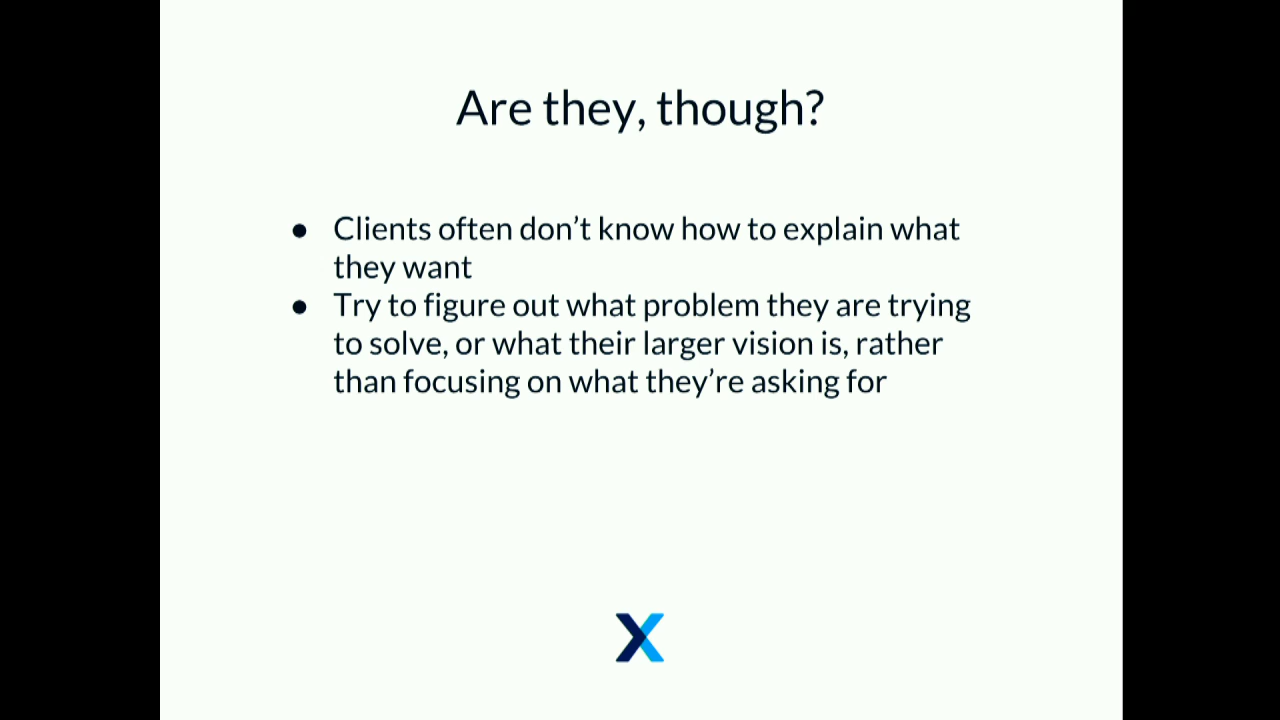 Are they, though?
● Clients often don’t know how to explain what
they want
● Try to figure out what problem they are trying
to solve, or what their larger vision is, rather
than focusing on what they’re asking for
X